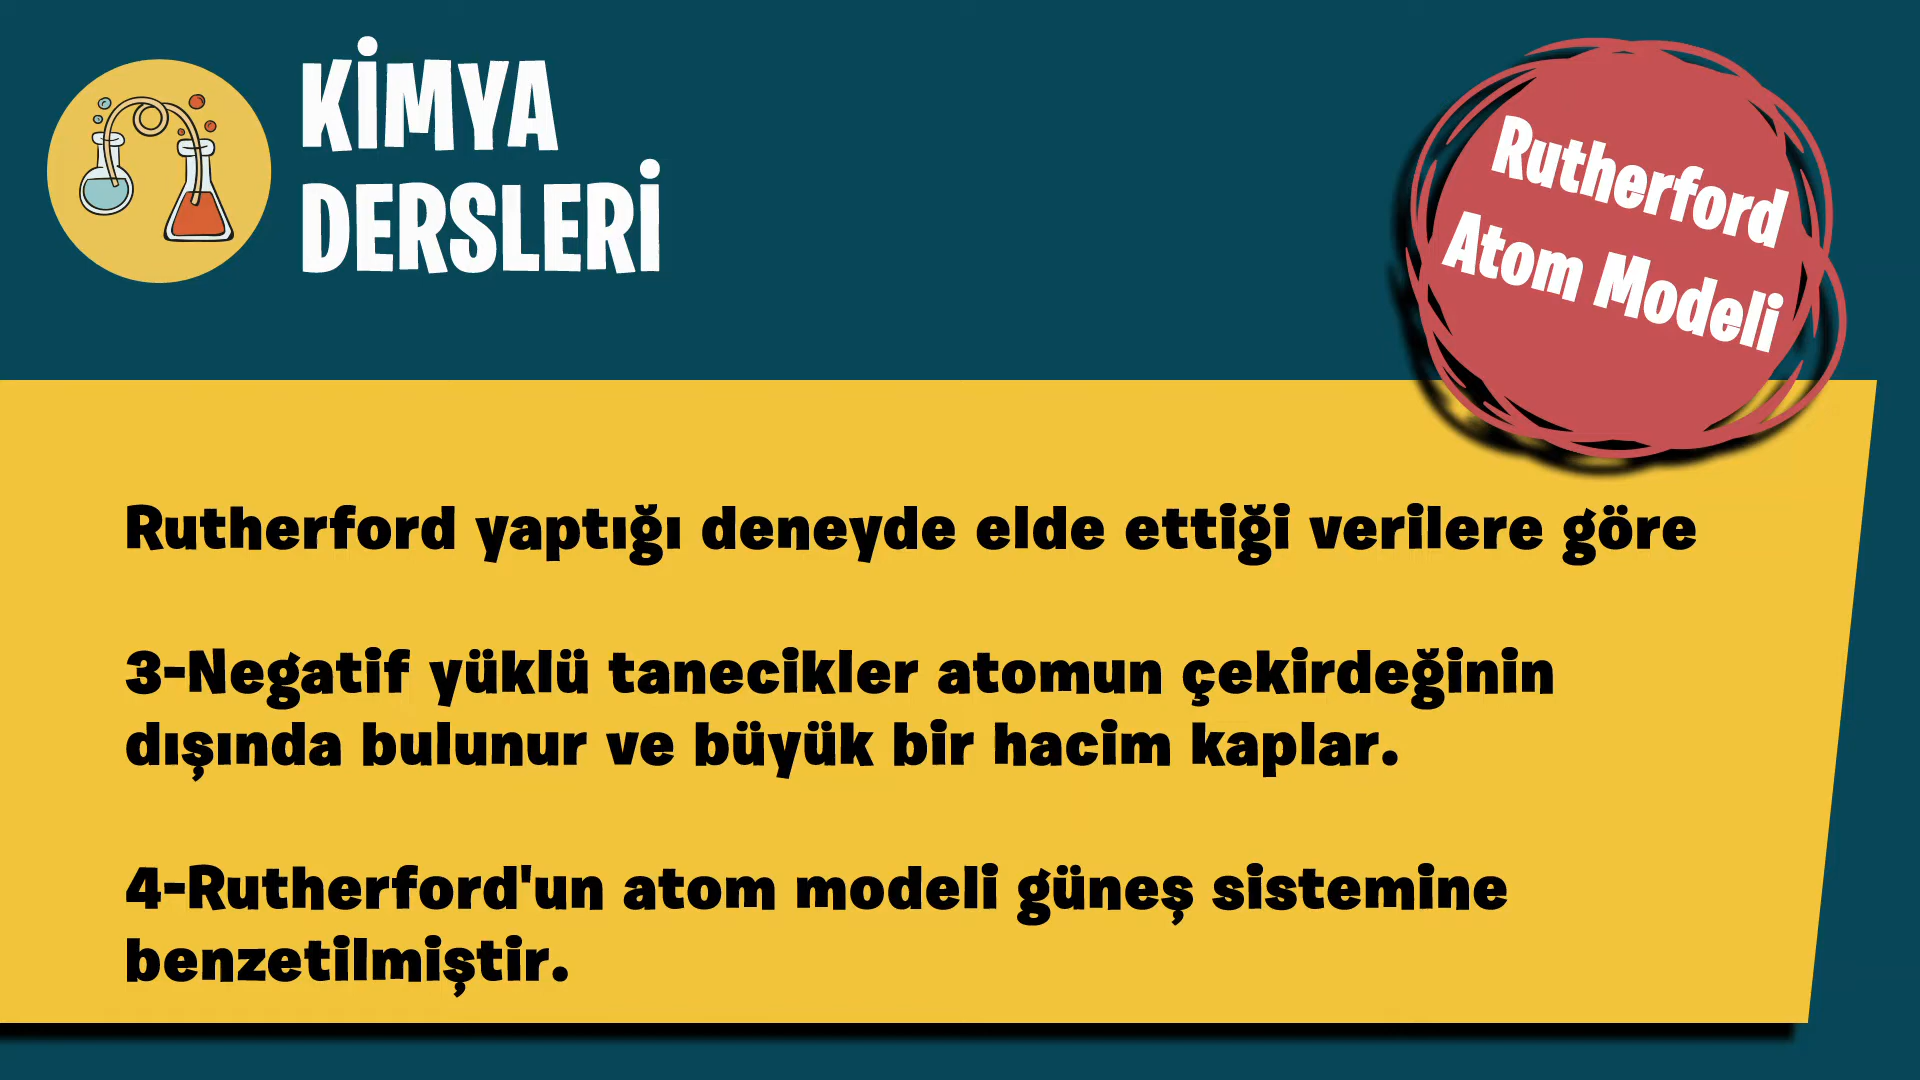 KİMYA
DERSLERİ
Rutherford
Atom Modeli
Rutherford yaptığı deneyde elde ettiği verilere göre
3-Negatif yüklü tanecikler atomun çekirdeğinin
dışında bulunur ve büyük bir hacim kaplar.
4-Rutherford'un atom modeli güneş sistemine
benzetilmiştir.